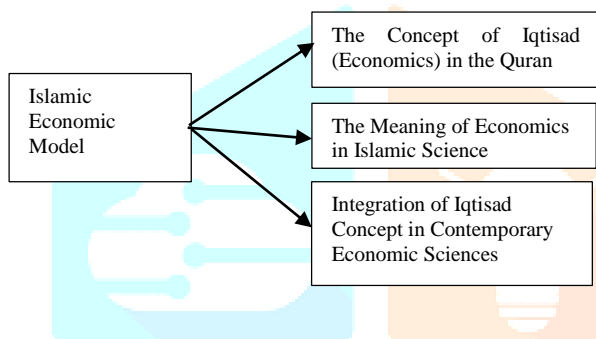 Islamic
Economic
Model
The Concept of Iqtisad
(Economics) in the Quran
The Meaning of Economics
in Islamic Science
Integration of Iqtisad
Concept in Contemporary
Economic Sciences